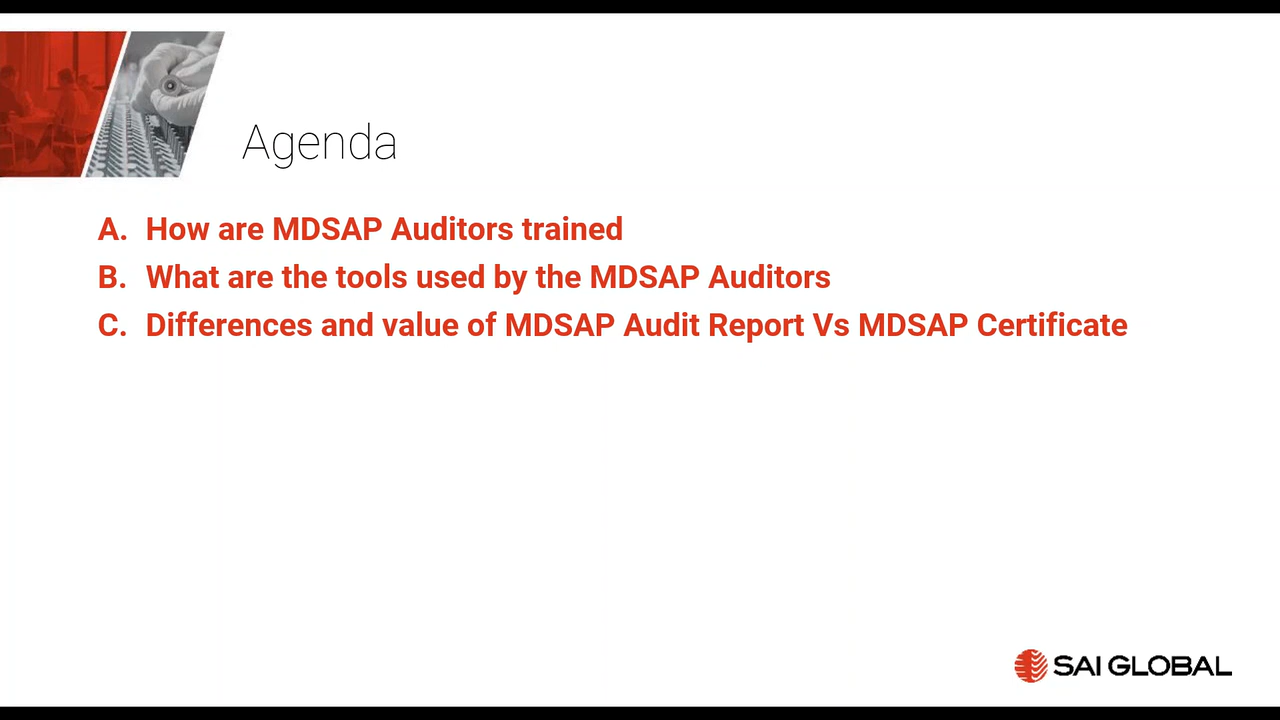 Agenda
A. How are MDSAP Auditors trained
B. What are the tools used by the MDSAP Auditors
C. Differences and value of MDSAP Audit Report Vs MDSAP Certificate
SAI GLOBAL